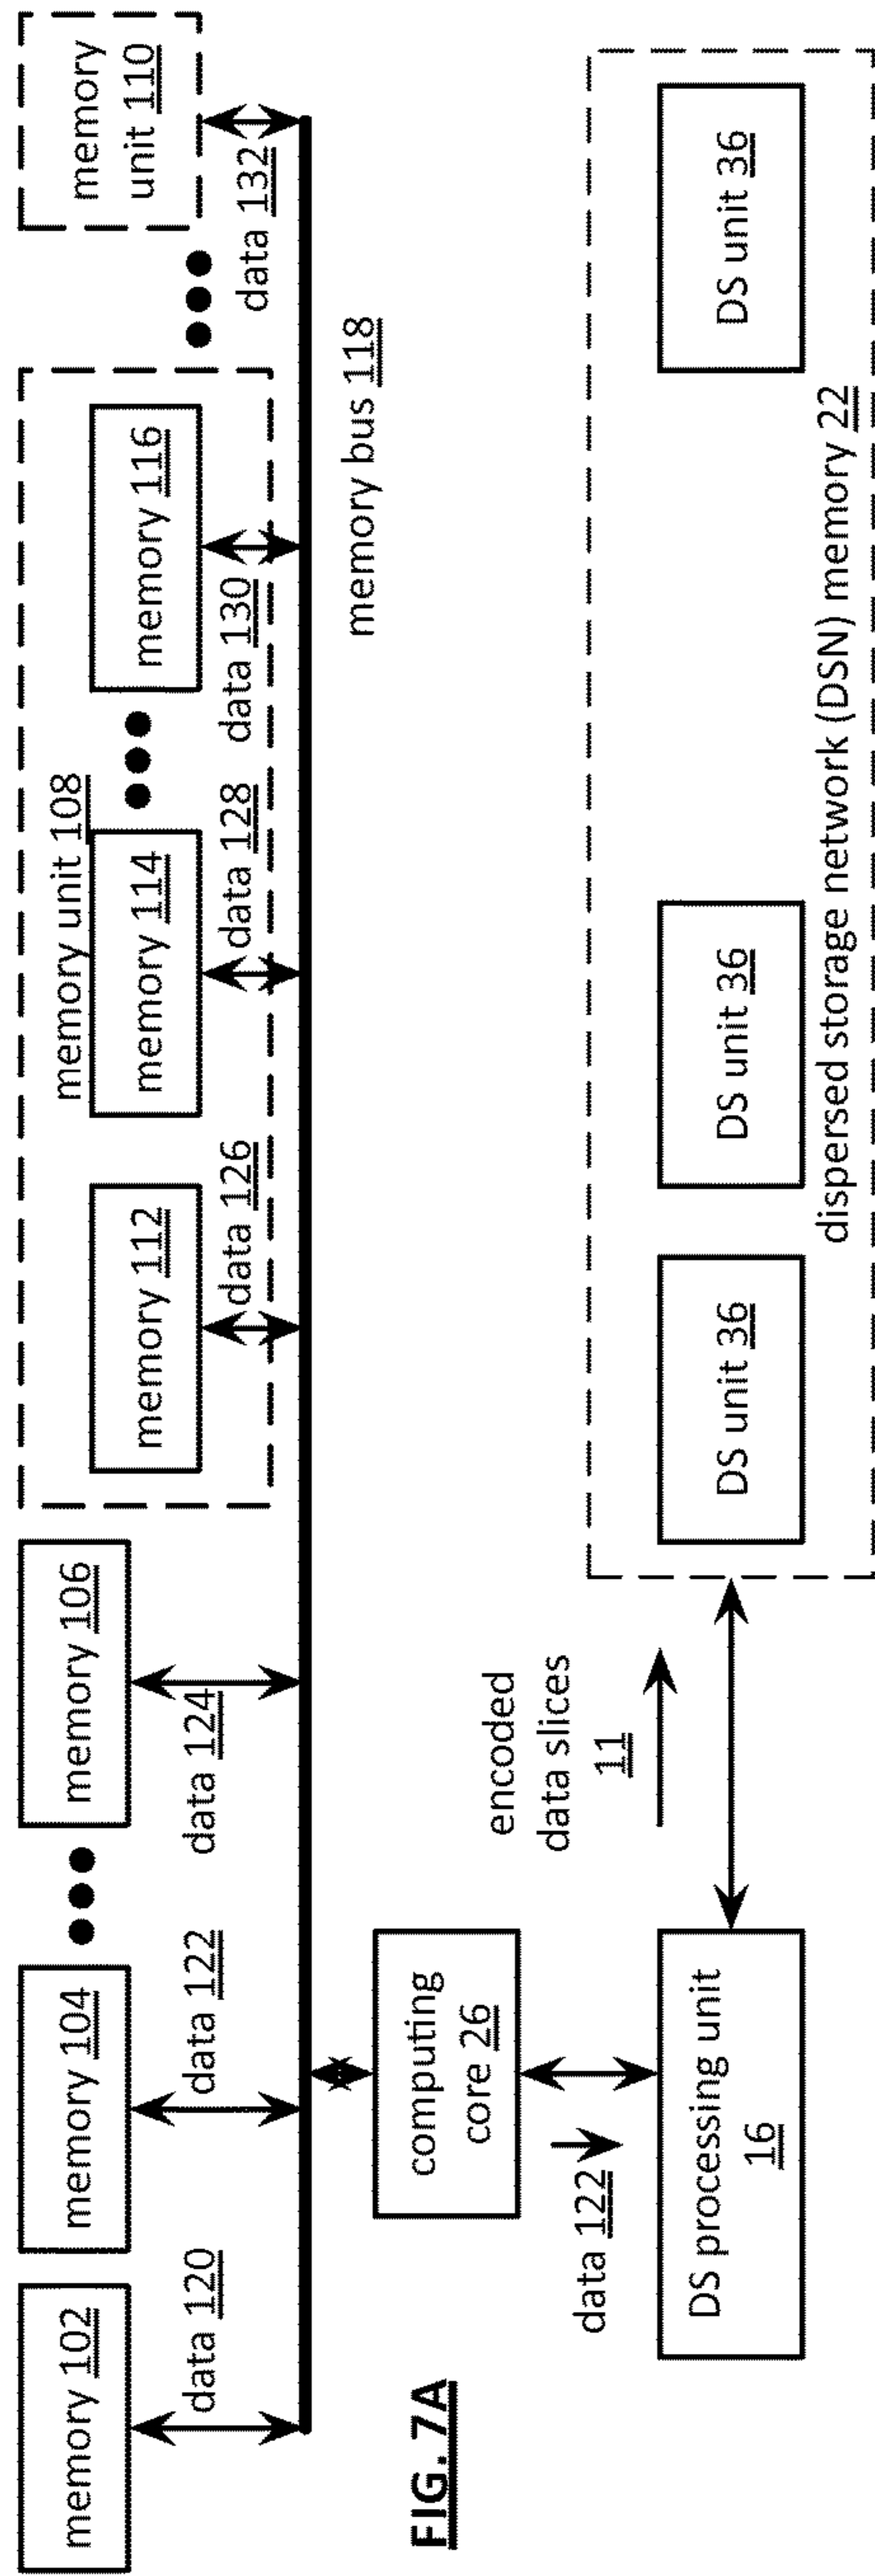 memory 102
memory 104
memory 106
memory unit 108
memory 112
memory 114
memory 116
memory
unit 110
data 120
data 122
data 124
data 126
data 128
data 130
data 132
memory bus 118
computing
core 26
data 122
DS processing unit
16
encoded
data slices
11
DS unit 36
DS unit 36
DS unit 36
dispersed storage network (DSN) memory 22
FIG. 7A